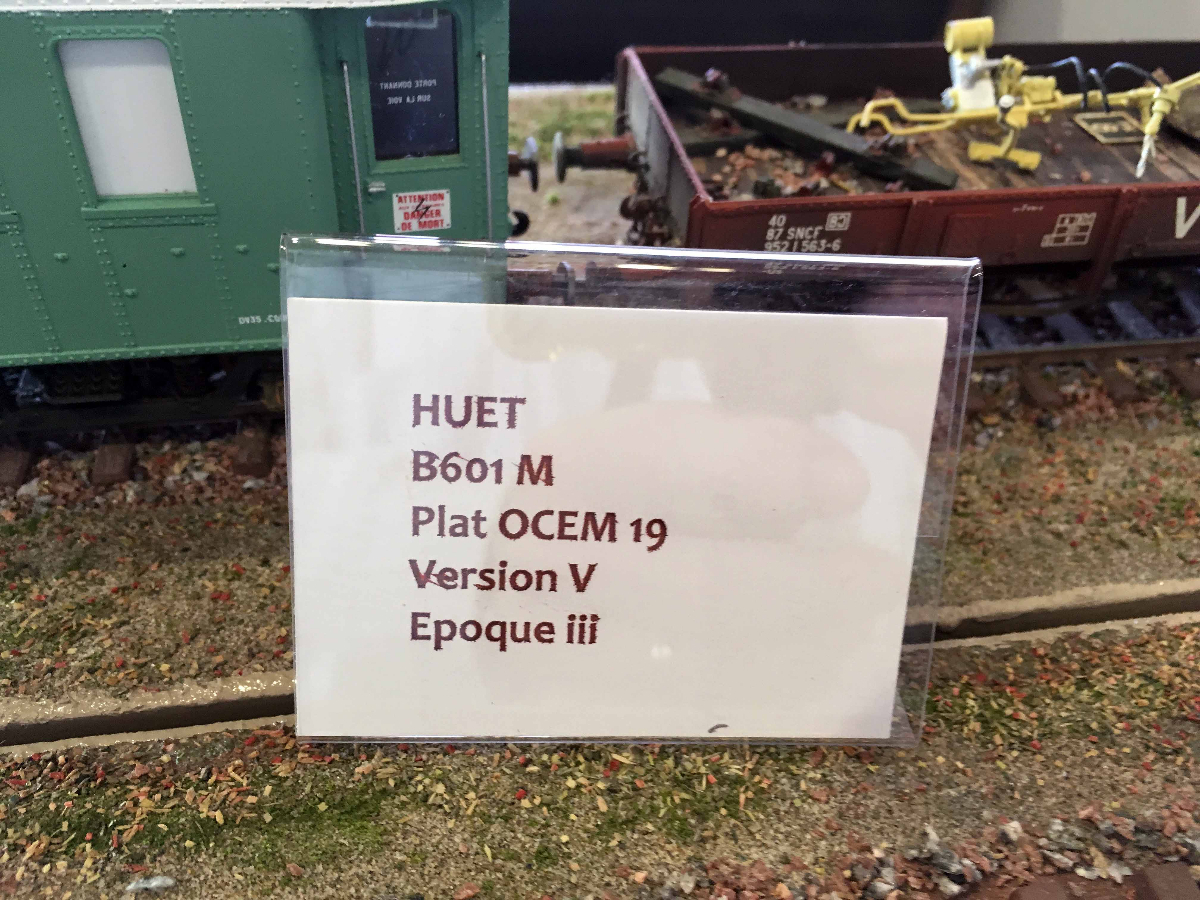 PORTE DONNANT
SUR LA VOIE
ATTENTION
DANGER
DE MORT
40
87 SNCF
952 1 563-6
V
HUET
B601 M
Plat OCEM 19
Version V
Epoque iii